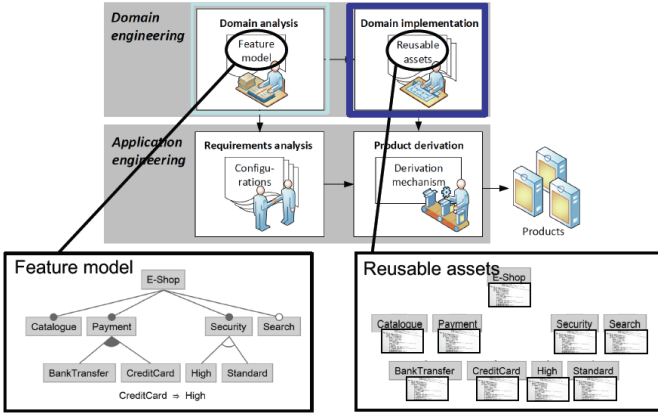 Domain
engineering
Domain analysis
Feature
model
Domain implementation
Reusable
assets
Application
engineering
Requirements analysis
Configu-
rations
Product derivation
Derivation
mechanism
Products
Feature model
E-Shop
Catalogue
Payment
Security
Search
BankTransfer
CreditCard
High
Standard
CreditCard ⇒ High
Reusable assets
E-Shop
Catalogue
Payment
Security
Search
BankTransfer
CreditCard
High
Standard